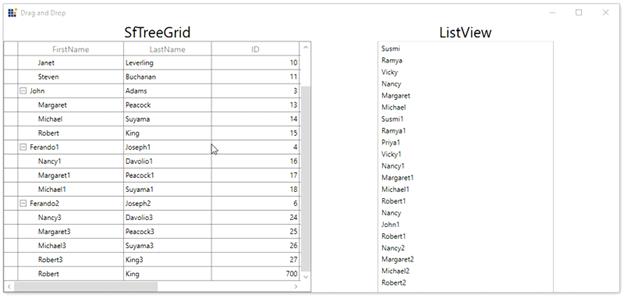 Drag and Drop
SfTreeGrid
FirstName LastName ID
Janet Leverling 10
Steven Buchanan 11
John Adams 3
Margaret Peacock 13
Michael Suyama 14
Robert King 15
Ferando1 Joseph1 4
Nancy1 Davolio1 16
Margaret1 Peacock1 17
Michael1 Suyama1 18
Ferando2 Joseph2 6
Nancy3 Davolio3 24
Margaret3 Peacock3 25
Michael3 Suyama3 26
Robert3 King3 27
Robert King 700
ListView
Susmi
Ramya
Vicky
Nancy
Margaret
Michael
Susmi1
Ramya1
Priya1
Vicky1
Nancy1
Margaret1
Michael1
Robert1
Nancy
John1
Robert1
Nancy2
Margaret2
Michael2
Robert2